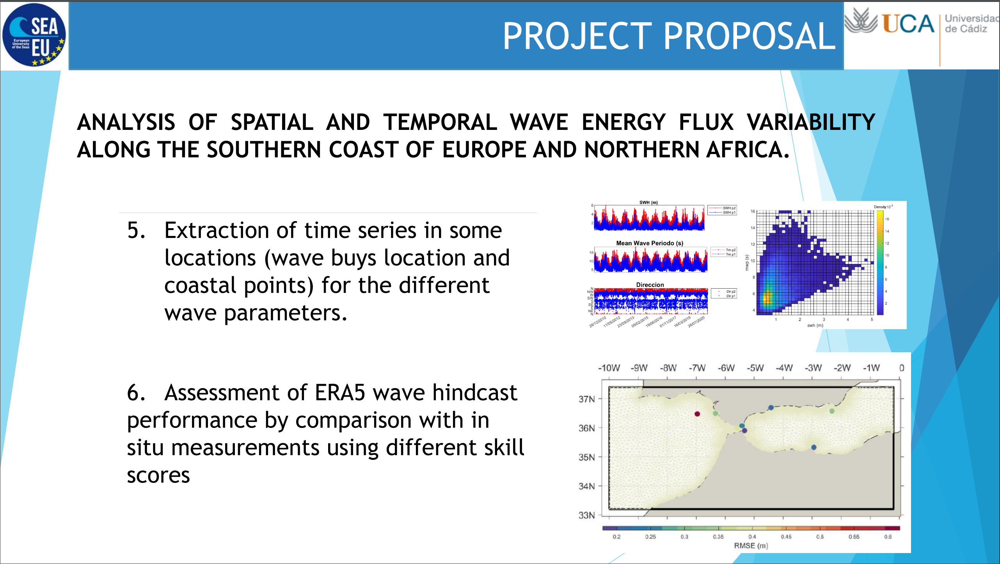 SEA
European
University
of the Seas
EU
PROJECT PROPOSAL
UCA
Universidad
de Cádiz
ANALYSIS OF SPATIAL AND TEMPORAL WAVE ENERGY FLUX VARIABILITY
ALONG THE SOUTHERN COAST OF EUROPE AND NORTHERN AFRICA.
5. Extraction of time series in some
locations (wave buys location and
coastal points) for the different
wave parameters.
6. Assessment of ERA5 wave hindcast
performance by comparison with in
situ measurements using different skill
scores
SWH (m)
6
4
2
SWH p2
SWH p1
Mean Wave Periodo (s)
15
10
5
Tm p2
Tm p1
Direccion
N
NW
W
SW
S
SE
E
NE
N
Dir p2
Dir p1
28/12/2010 11/05/2012 23/09/2013 05/02/2015 19/06/2016 01/11/2017 16/03/2019 28/07/2020
Density10-3
16
14
12
10
8
6
4
mwp (s)
1 2 3 4 5
swh (m)
16
14
12
10
8
6
4
2
-10W -9W -8W -7W -6W -5W -4W -3W -2W -1W 0
37N
36N
35N
34N
33N
0.2 0.25 0.3 0.35 0.4 0.45 0.5 0.55 0.6
RMSE (m)